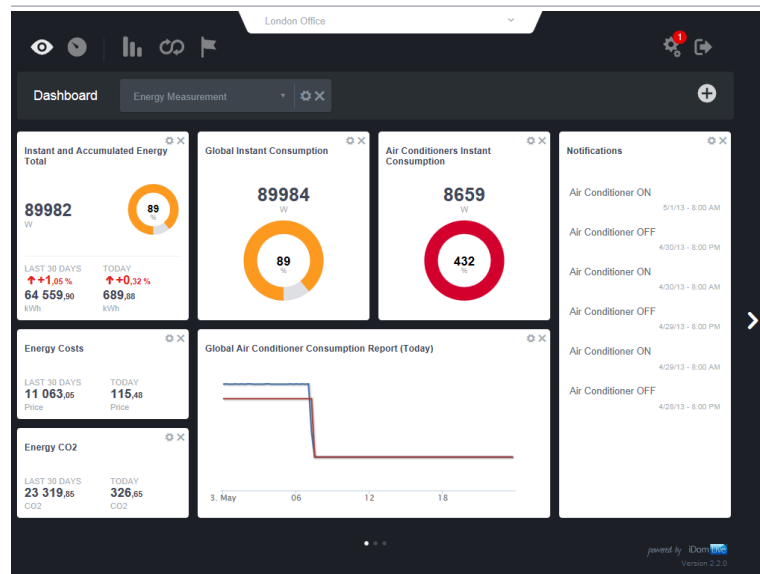 London Office
1
Dashboard
Energy Measurement
Instant and Accumulated Energy
Total
89982
W
89
%
LAST 30 DAYS
+1,05 %
64 559,90
kWh
TODAY
+0,32 %
689,88
kWh
Global Instant Consumption
89984
W
89
%
Air Conditioners Instant
Consumption
8659
W
432
%
Notifications
Air Conditioner ON
5/1/13 - 8:00 AM
Air Conditioner OFF
4/30/13 - 8:00 PM
Air Conditioner ON
4/30/13 - 8:00 AM
Air Conditioner OFF
4/29/13 - 8:00 PM
Air Conditioner ON
4/29/13 - 8:00 AM
Air Conditioner OFF
4/28/13 - 8:00 PM
Energy Costs
LAST 30 DAYS
11 063,05
Price
TODAY
115,48
Price
Global Air Conditioner Consumption Report (Today)
3. May
06
12
18
Energy CO2
LAST 30 DAYS
23 319,85
CO2
TODAY
326,65
CO2
powered by iDom Live
Version 2.2.0